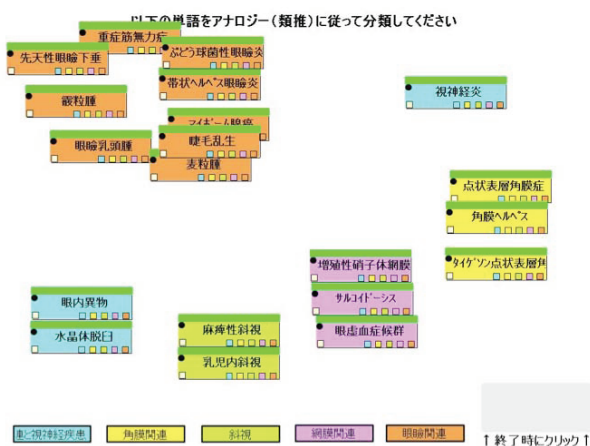 以下の単語をアナロジー（類推）に従って分類してください
重症筋無力症
先天性眼瞼下垂
ぶどう球菌性眼瞼炎
帯状ヘルペス眼瞼炎
視神経炎
霰粒腫
マイボーム腺癌
眼瞼乳頭腫
睫毛乱生
麦粒腫
点状表層角膜症
角膜ヘルペス
増殖性硝子体網膜
タイゲソン点状表層角
眼内異物
サルコイドーシス
麻痺性斜視
眼虚血症候群
水晶体脱臼
乳児内斜視
角膜関連
斜視
網膜関連
眼瞼関連
↑終了時にクリック↑